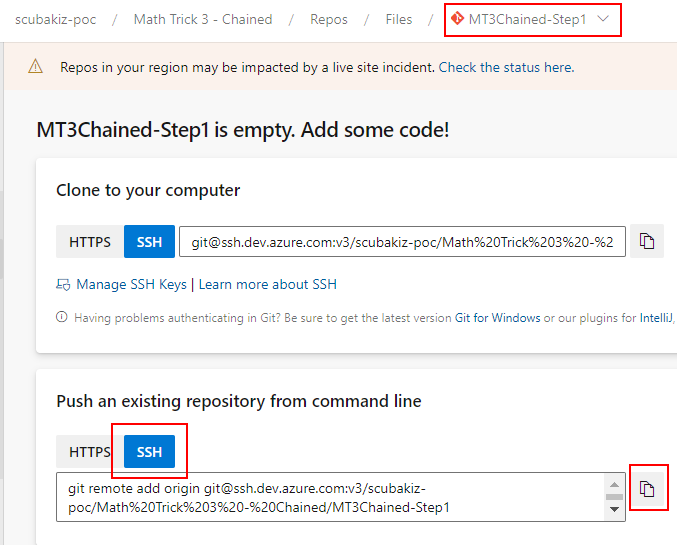 scubakiz-poc / Math Trick 3 - Chained / Repos / Files / MT3Chained-Step1
Repos in your region may be impacted by a live site incident. Check the status here.
MT3Chained-Step1 is empty. Add some code!
Clone to your computer
HTTPS SSH git@ssh.dev.azure.com:v3/scubakiz-poc/Math%20Trick%203%20-%2
Manage SSH Keys | Learn more about SSH
Having problems authenticating in Git? Be sure to get the latest version Git for Windows or our plugins for IntelliJ,
Push an existing repository from command line
HTTPS SSH
git remote add origin git@ssh.dev.azure.com:v3/scubakiz-
poc/Math%20Trick%203%20-%20Chained/MT3Chained-Step1